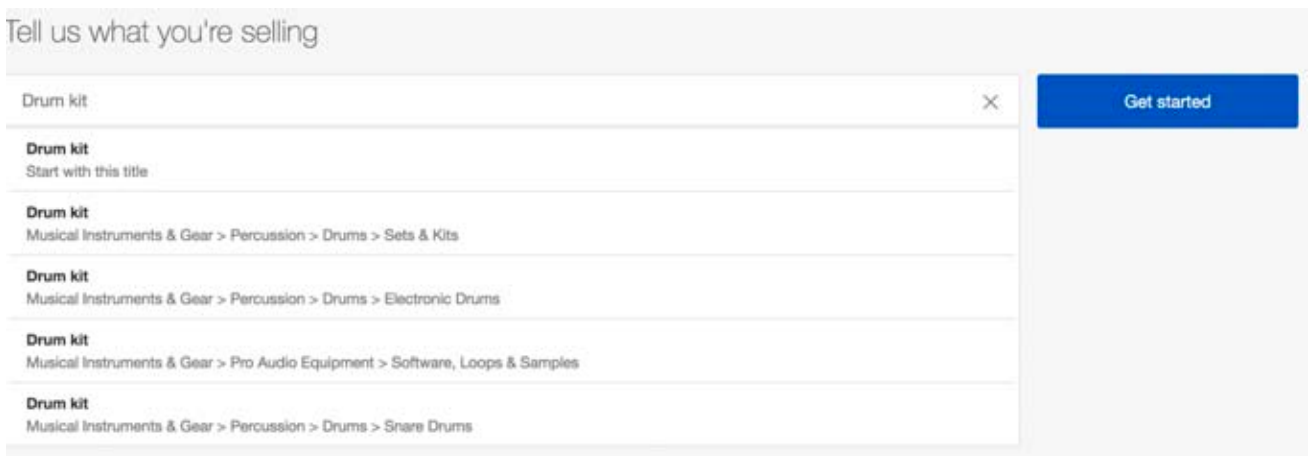 Tell us what you're selling
Drum kit
Get started
Drum kit
Start with this title
Drum kit
Musical Instruments & Gear > Percussion > Drums > Sets & Kits
Drum kit
Musical Instruments & Gear > Percussion > Drums > Electronic Drums
Drum kit
Musical Instruments & Gear > Pro Audio Equipment > Software, Loops & Samples
Drum kit
Musical Instruments & Gear > Percussion > Drums > Snare Drums